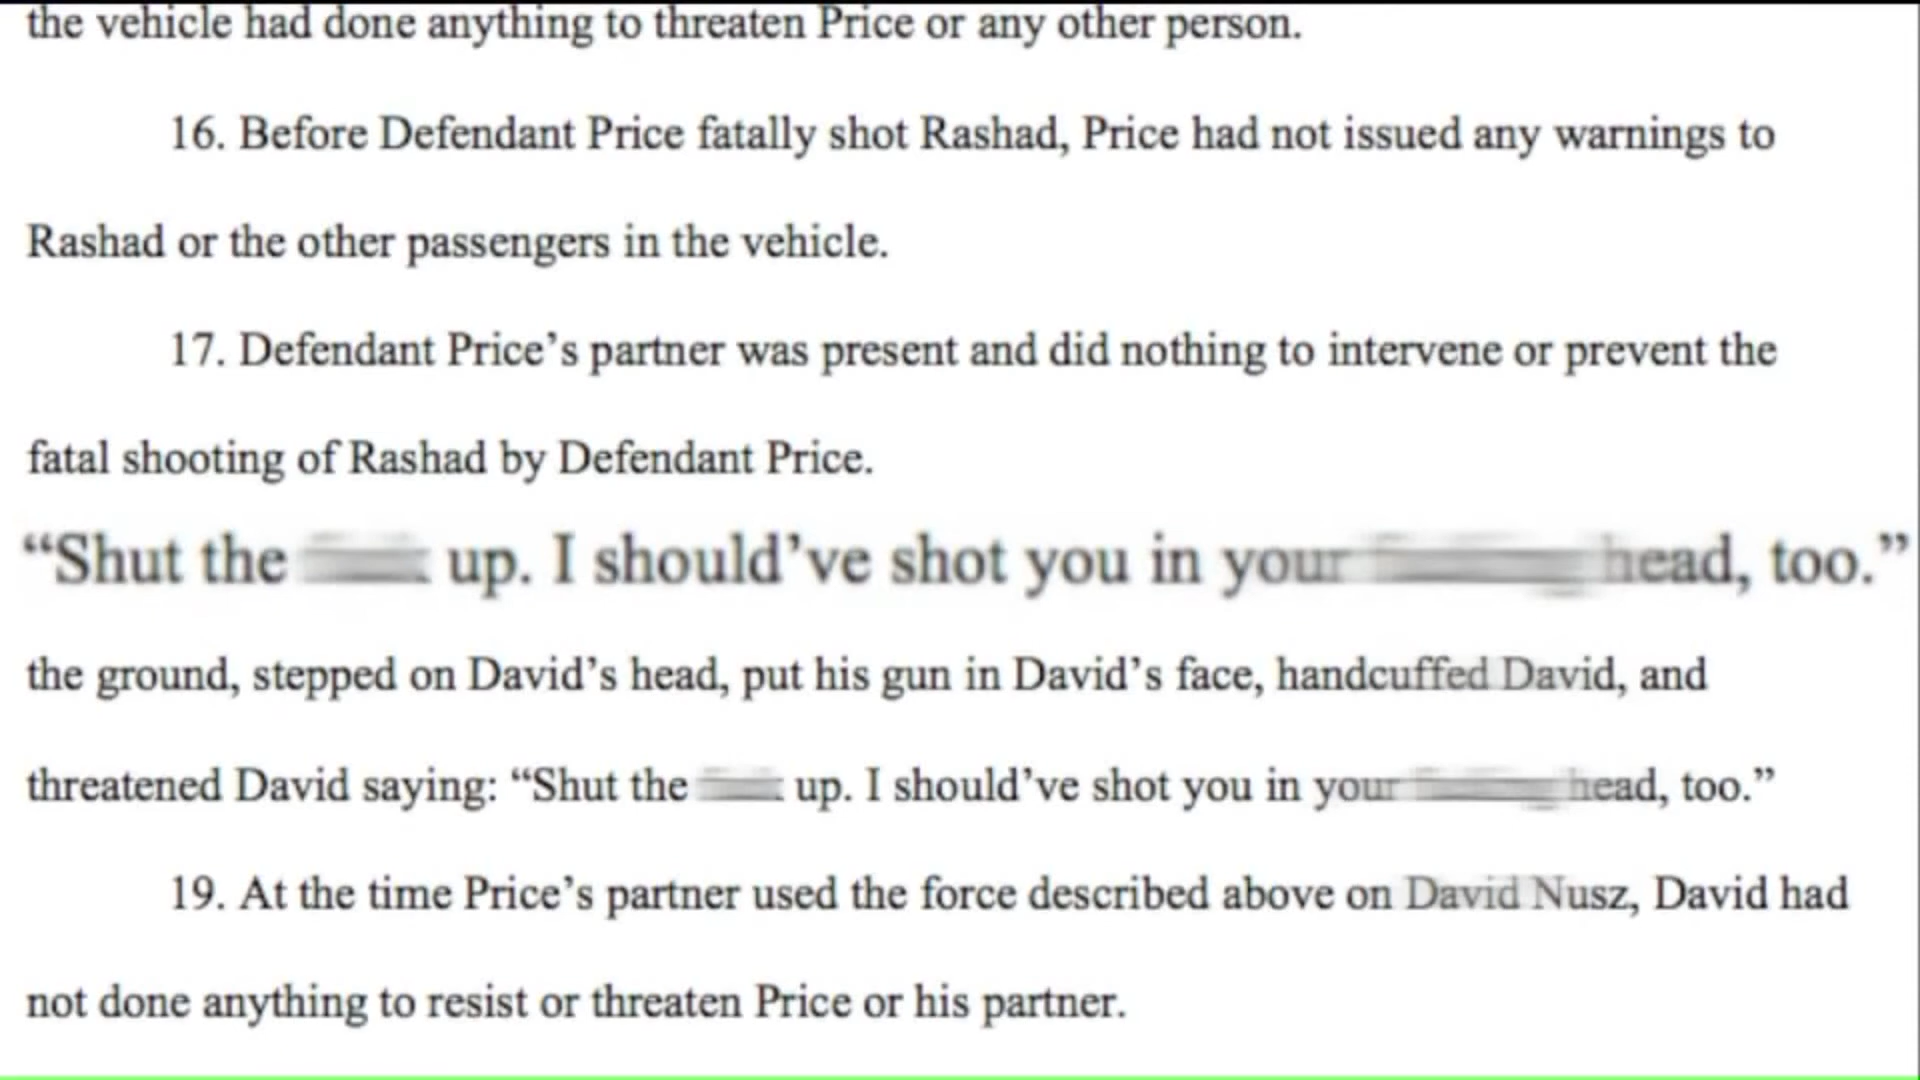 the vehicle had done anything to threaten Price or any other person.
16. Before Defendant Price fatally shot Rashad, Price had not issued any warnings to
Rashad or the other passengers in the vehicle.
17. Defendant Price’s partner was present and did nothing to intervene or prevent the
fatal shooting of Rashad by Defendant Price.
“Shut the up. I should’ve shot you in your head, too.”
the ground, stepped on David’s head, put his gun in David’s face, handcuffed David, and
threatened David saying: “Shut the up. I should’ve shot you in your head, too.”
19. At the time Price’s partner used the force described above on David Nusz, David had
not done anything to resist or threaten Price or his partner.